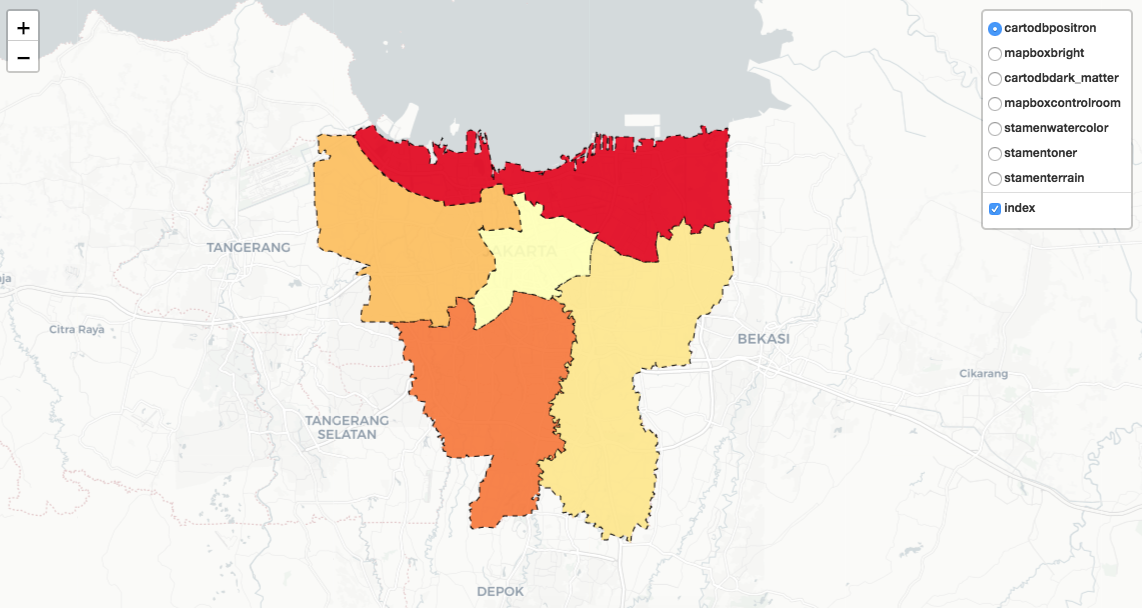 +
−
cartodbpositron
mapboxbright
cartodbdark_matter
mapboxcontrolroom
stamenwatercolor
stamentoner
stamenterrain
index
JAKARTA
TANGERANG
Citra Raya
BEKASI
Cikarang
TANGERANG
SELATAN
DEPOK